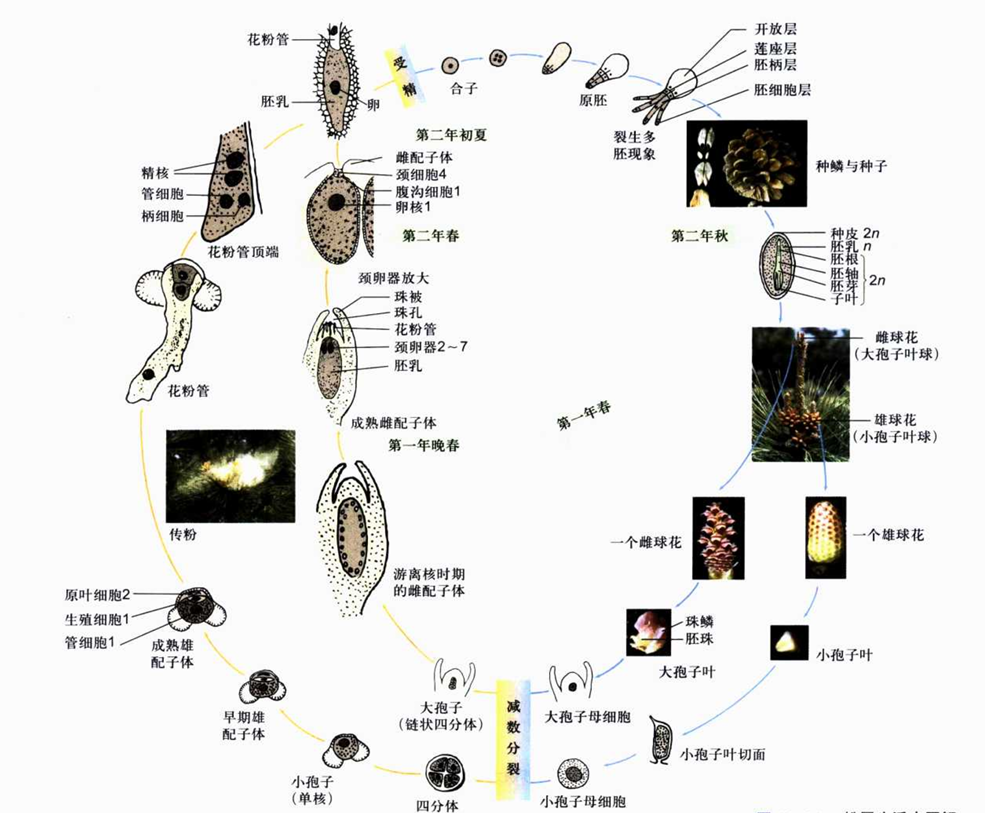 花粉管
胚乳
卵
受
精
合子
原胚
裂生多
胚现象
开放层
莲座层
胚柄层
胚细胞层
第二年初夏
精核
管细胞
柄细胞
花粉管顶端
雌配子体
颈细胞4
腹沟细胞1
卵核1
第二年春
颈卵器放大
种鳞与种子
第二年秋
种皮 2n
胚乳 n
胚根
胚轴
胚芽
子叶
2n
花粉管
珠被
珠孔
花粉管
颈卵器2～7
胚乳
成熟雌配子体
第一年晚春
第一年春
雌球花
(大孢子叶球)
雄球花
(小孢子叶球)
传粉
游离核时期
的雌配子体
一个雌球花
一个雄球花
原叶细胞2
生殖细胞1
管细胞1
成熟雄
配子体
珠鳞
胚珠
大孢子叶
小孢子叶
早期雄
配子体
大孢子
(链状四分体)
减
数
分
裂
大孢子母细胞
小孢子叶切面
小孢子
(单核)
四分体
小孢子母细胞